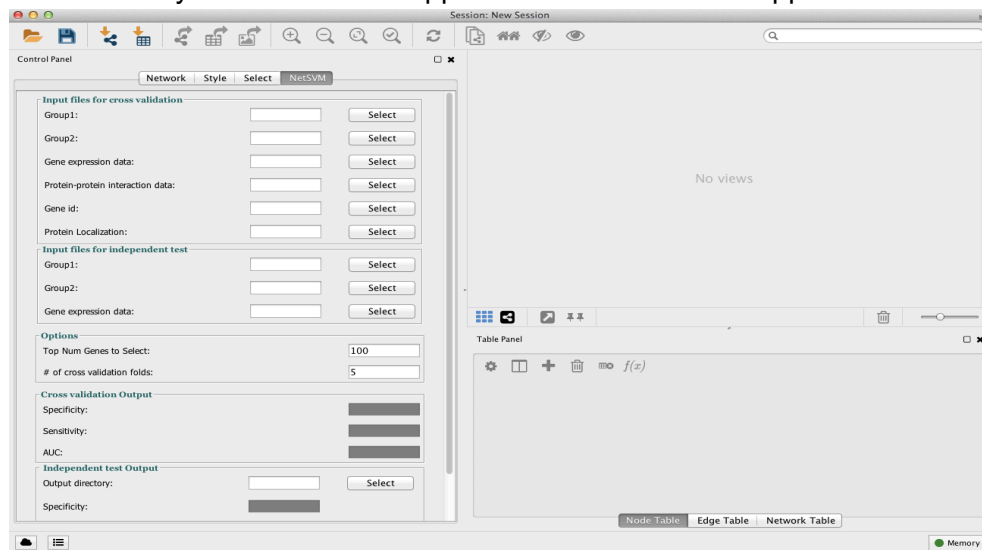 Session: New Session
Control Panel
Network Style Select NetSVM
Input files for cross validation
Group1: Select
Group2: Select
Gene expression data: Select
Protein-protein interaction data: Select
Gene id: Select
Protein Localization: Select
Input files for independent test
Group1: Select
Group2: Select
Gene expression data: Select
Options
Top Num Genes to Select: 100
# of cross validation folds: 5
Cross validation Output
Specificity:
Sensitivity:
AUC:
Independent test Output
Output directory: Select
Specificity:
No views
Table Panel
f(x)
Node Table Edge Table Network Table
Memory